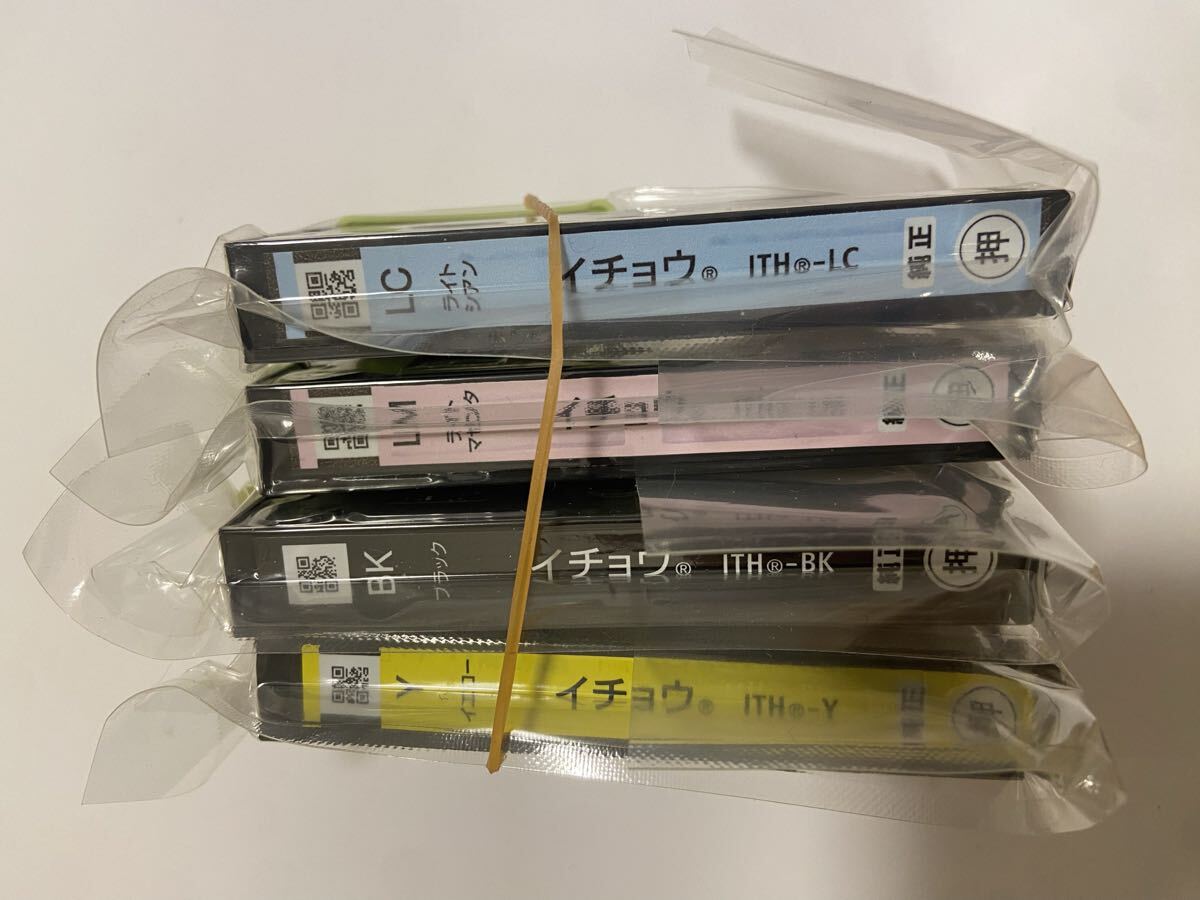 LC
ライト
シアン
イチョウ® ITH®-LC
純正
押
LM
ライト
マゼンタ
押
BK
ブラック
イチョウ® ITH®-BK
押
Y
イエロー
イチョウ® ITH®-Y
正
押